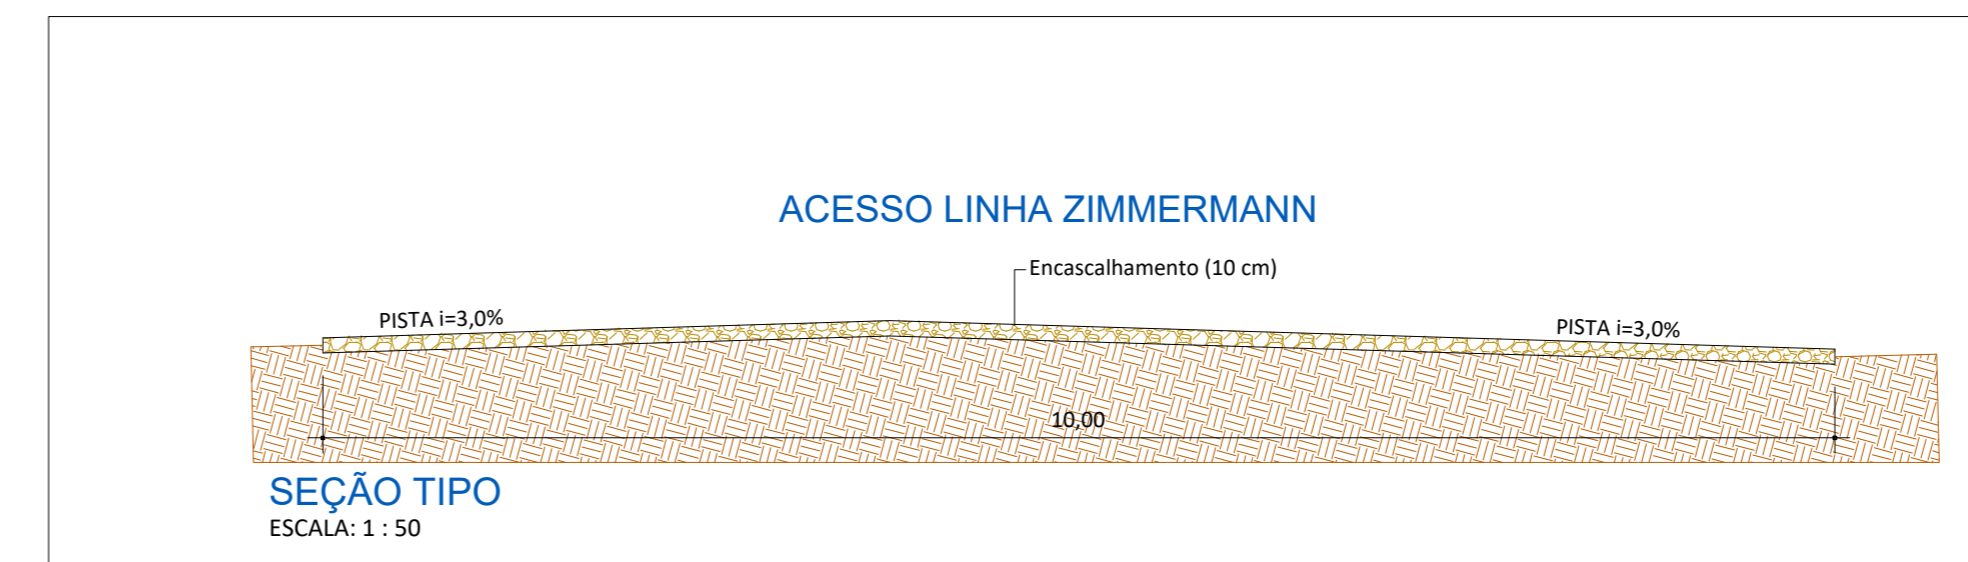 ACESSO LINHA ZIMMERMANN
Encascalhamento (10 cm)
PISTA i=3,0%
PISTA i=3,0%
10,00
SEÇÃO TIPO
ESCALA: 1 : 50